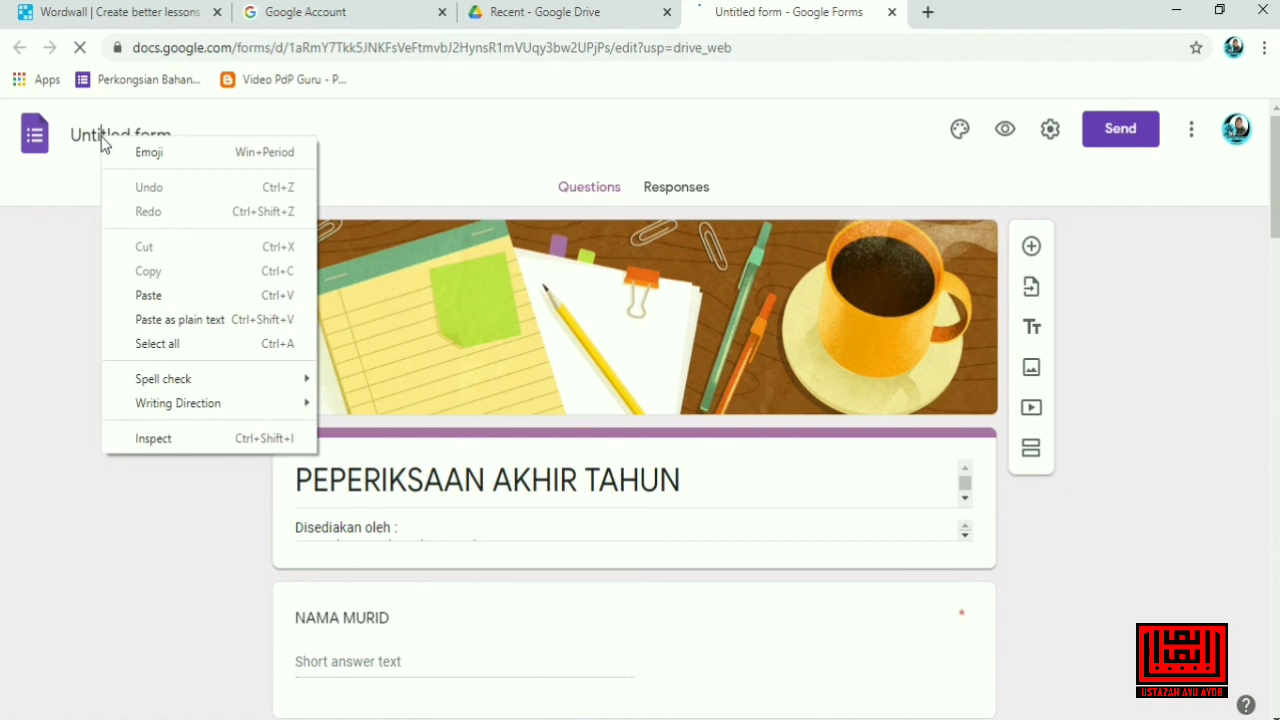 Wordwall | Create better lessons
Google Account
Recent - Google Drive
Untitled form - Google Forms
docs.google.com/forms/d/1aRmY7Tkk5JNKFsVeFtmvbJ2HynsR1mVUqy3bw2UPjPs/edit?usp=drive_web
Apps
Perkongsian Bahan...
Video PdP Guru - P...
Untitled form
Send
Questions
Responses
Emoji Win+Period
Undo Ctrl+Z
Redo Ctrl+Shift+Z
Cut Ctrl+X
Copy Ctrl+C
Paste Ctrl+V
Paste as plain text Ctrl+Shift+V
Select all Ctrl+A
Spell check
Writing Direction
Inspect Ctrl+Shift+I
PEPERIKSAAN AKHIR TAHUN
Disediakan oleh :
NAMA MURID *
Short answer text
USTAZAH AYU AYOB